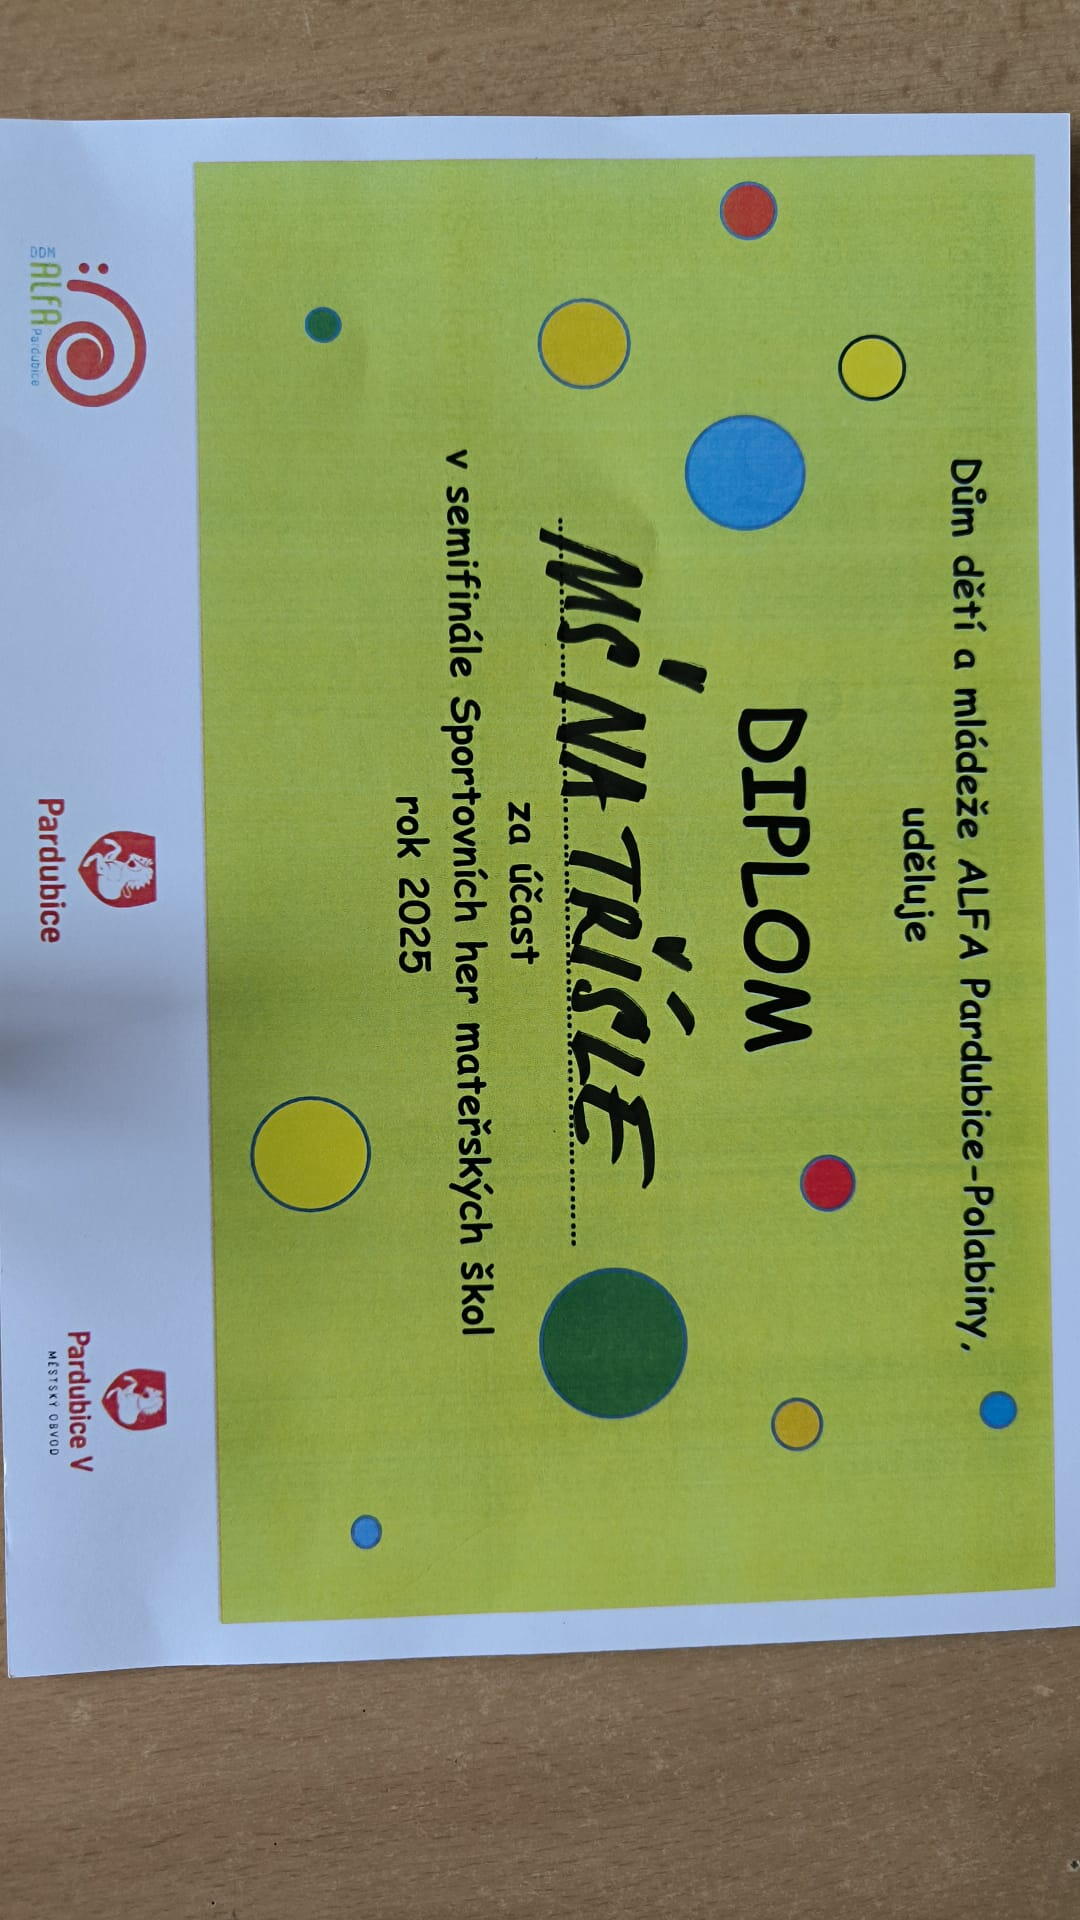 Dům dětí a mládeže ALFA Pardubice-Polabiny,
uděluje
DIPLOM
MŠ NA TŘÍSLE
za účast
v semifinále Sportovních her mateřských škol
rok 2025
DDM
ALFA
Pardubice
Pardubice
Pardubice V
MĚSTSKÝ OBVOD